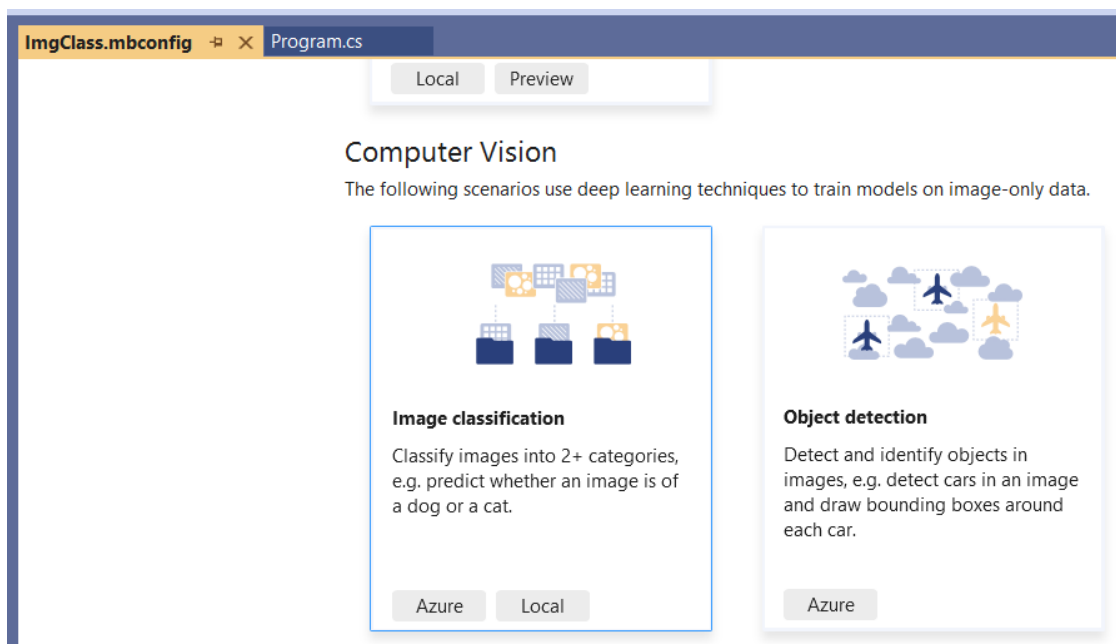 ImgClass.mbconfig
Program.cs
Local
Preview
Computer Vision
The following scenarios use deep learning techniques to train models on image-only data.
Image classification
Classify images into 2+ categories,
e.g. predict whether an image is of
a dog or a cat.
Azure
Local
Object detection
Detect and identify objects in
images, e.g. detect cars in an image
and draw bounding boxes around
each car.
Azure